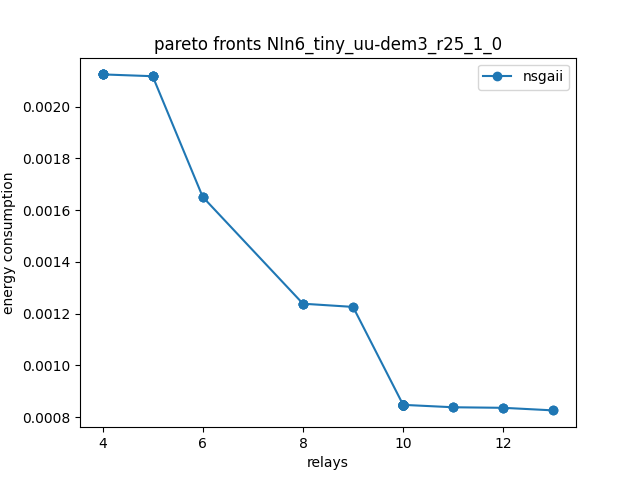 pareto fronts NIn6_tiny_uu-dem3_r25_1_0
nsgaii
energy consumption
0.0020
0.0018
0.0016
0.0014
0.0012
0.0010
0.0008
4 6 8 10 12
relays